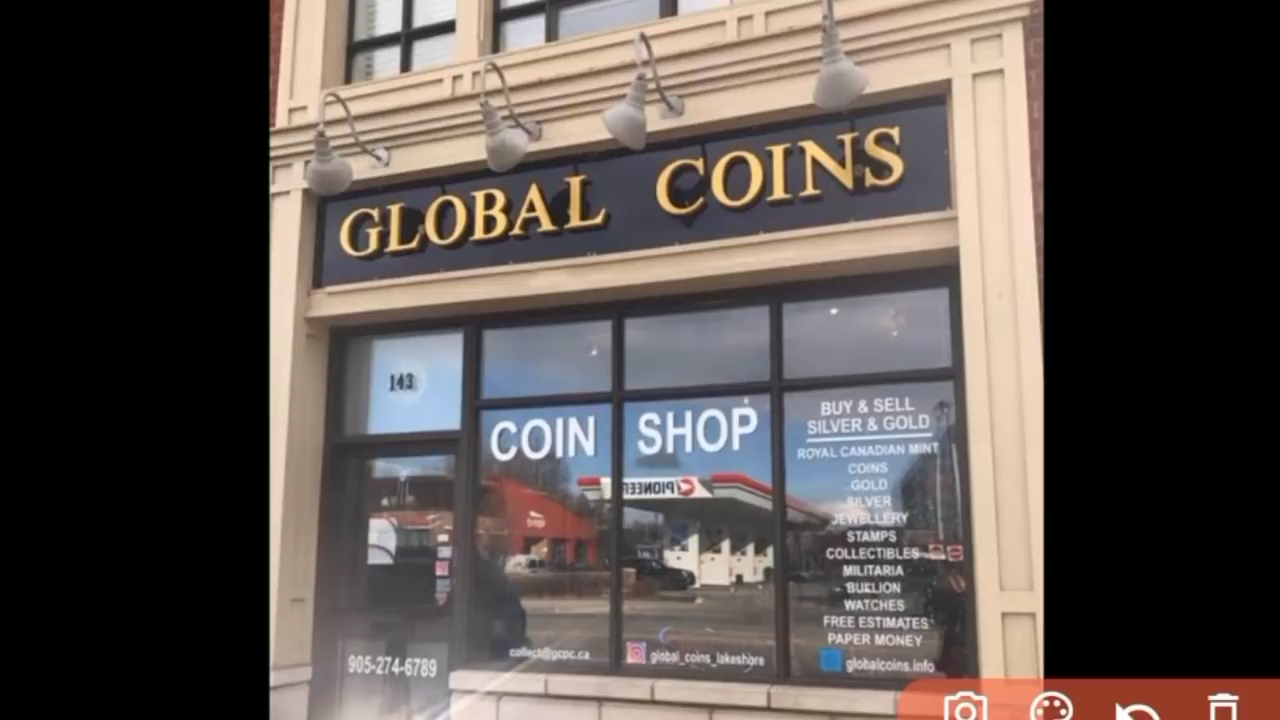 GLOBAL COINS
143
COIN SHOP
BUY & SELL
SILVER & GOLD
ROYAL CANADIAN MINT
COINS
GOLD
SILVER
JEWELLERY
STAMPS
COLLECTIBLES
MILITARIA
BULLION
WATCHES
FREE ESTIMATES
PAPER MONEY
PIONEER
905-274-6789
collect@gcpc.ca
global_coins_lakeshore
globalcoins.info